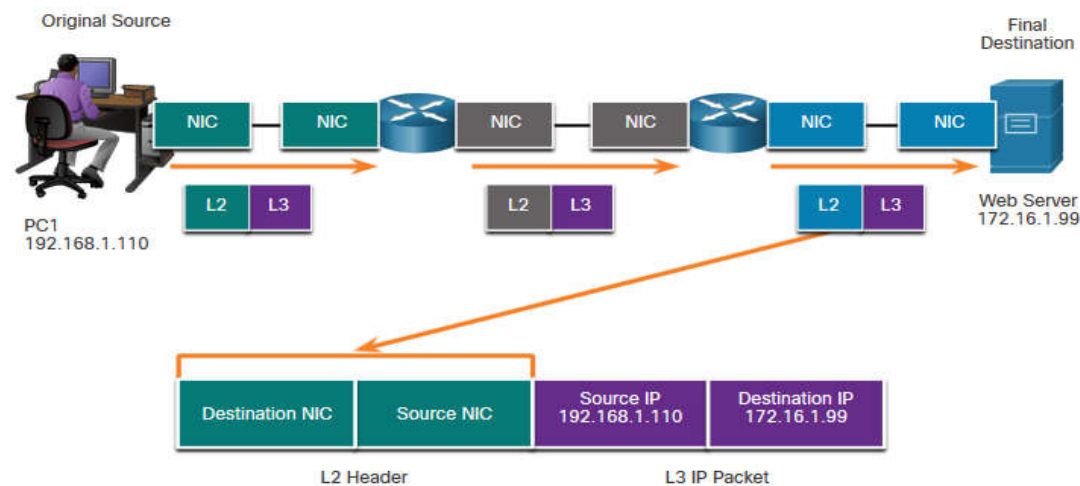 Original Source
Final
Destination
NIC
NIC
NIC
NIC
NIC
NIC
L2 L3
L2 L3
L2 L3
PC1
192.168.1.110
Web Server
172.16.1.99
Destination NIC
Source NIC
Source IP
192.168.1.110
Destination IP
172.16.1.99
L2 Header
L3 IP Packet